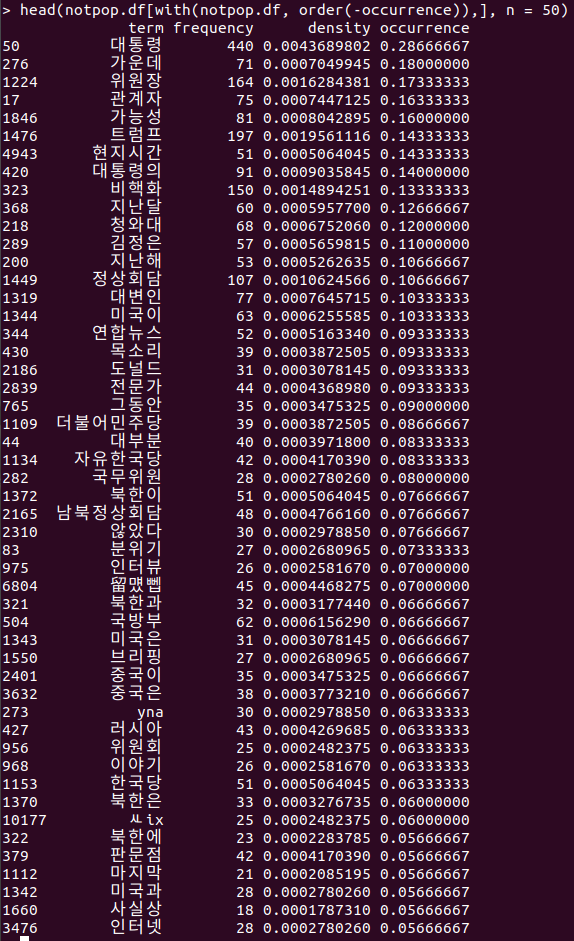 > head(notpop.df[with(notpop.df, order(-occurrence)),], n = 50)
term frequency density occurrence
50 대통령 440 0.0043689802 0.28666667
276 가운데 71 0.0007049945 0.18000000
1224 위원장 164 0.0016284381 0.17333333
17 관계자 75 0.0007447125 0.16333333
1846 가능성 81 0.0008042895 0.16000000
1476 트럼프 197 0.0019561116 0.14333333
4943 현지시간 51 0.0005064045 0.14333333
420 대통령의 91 0.0009035845 0.14000000
323 비핵화 150 0.0014894251 0.13333333
368 지난달 60 0.0005957700 0.12666667
218 청와대 68 0.0006752060 0.12000000
289 김정은 57 0.0005659815 0.11000000
200 지난해 53 0.0005262635 0.10666667
1449 정상회담 107 0.0010624566 0.10666667
1319 대변인 77 0.0007645715 0.10333333
1344 미국이 63 0.0006255585 0.10333333
344 연합뉴스 52 0.0005163340 0.09333333
430 목소리 39 0.0003872505 0.09333333
2186 도널드 31 0.0003078145 0.09333333
2839 전문가 44 0.0004368980 0.09333333
765 그동안 35 0.0003475325 0.09000000
1109 더불어민주당 39 0.0003872505 0.08666667
44 대부분 40 0.0003971800 0.08333333
1134 자유한국당 42 0.0004170390 0.08333333
282 국무위원 28 0.0002780260 0.08000000
1372 북한이 51 0.0005064045 0.07666667
2165 남북정상회담 48 0.0004766160 0.07666667
2310 않았다 30 0.0002978850 0.07666667
83 분위기 27 0.0002680965 0.07333333
975 인터뷰 26 0.0002581670 0.07000000
6804 留먰뻽 45 0.0004468275 0.07000000
321 북한과 32 0.0003177440 0.06666667
504 국방부 62 0.0006156290 0.06666667
1343 미국은 31 0.0003078145 0.06666667
1550 브리핑 27 0.0002680965 0.06666667
2401 중국이 35 0.0003475325 0.06666667
3632 중국은 38 0.0003773210 0.06666667
273 yna 30 0.0002978850 0.06333333
427 러시아 43 0.0004269685 0.06333333
956 위원회 25 0.0002482375 0.06333333
968 이야기 26 0.0002581670 0.06333333
1153 한국당 51 0.0005064045 0.06333333
1370 북한은 33 0.0003276735 0.06000000
10177 ㅆix 25 0.0002482375 0.06000000
322 북한에 23 0.0002283785 0.05666667
379 판문점 42 0.0004170390 0.05666667
1112 마지막 21 0.0002085195 0.05666667
1342 미국과 28 0.0002780260 0.05666667
1660 사실상 18 0.0001787310 0.05666667
3476 인터넷 28 0.0002780260 0.05666667